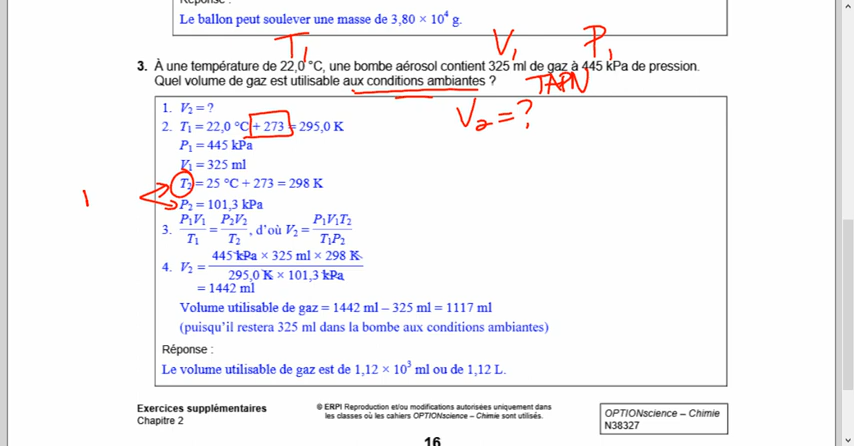 Le ballon peut soulever une masse de 3,80 × 10⁴ g.
T₁ V₁ P₁
3. À une température de 22,0 °C, une bombe aérosol contient 325 ml de gaz à 445 kPa de pression.
Quel volume de gaz est utilisable aux conditions ambiantes ? TAPN
V₂ = ?
1. V₂ = ?
2. T₁ = 22,0 °C + 273 = 295,0 K
P₁ = 445 kPa
V₁ = 325 ml
T₂ = 25 °C + 273 = 298 K
P₂ = 101,3 kPa
3. P₁V₁/T₁ = P₂V₂/T₂, d'où V₂ = P₁V₁T₂/T₁P₂
4. V₂ = 445 kPa × 325 ml × 298 K/295,0 K × 101,3 kPa
= 1442 ml
Volume utilisable de gaz = 1442 ml – 325 ml = 1117 ml
(puisqu'il restera 325 ml dans la bombe aux conditions ambiantes)
Réponse :
Le volume utilisable de gaz est de 1,12 × 10³ ml ou de 1,12 L.
Exercices supplémentaires
Chapitre 2
© ERPI Reproduction et/ou modifications autorisées uniquement dans
les classes où les cahiers OPTIONscience – Chimie sont utilisés.
OPTIONscience – Chimie
N38327
16